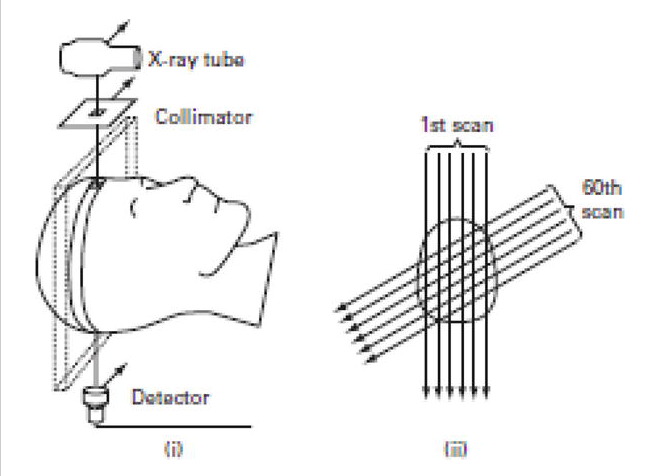 X-ray tube
Collimator
1st scan
60th
scan
Detector
(i)
(ii)